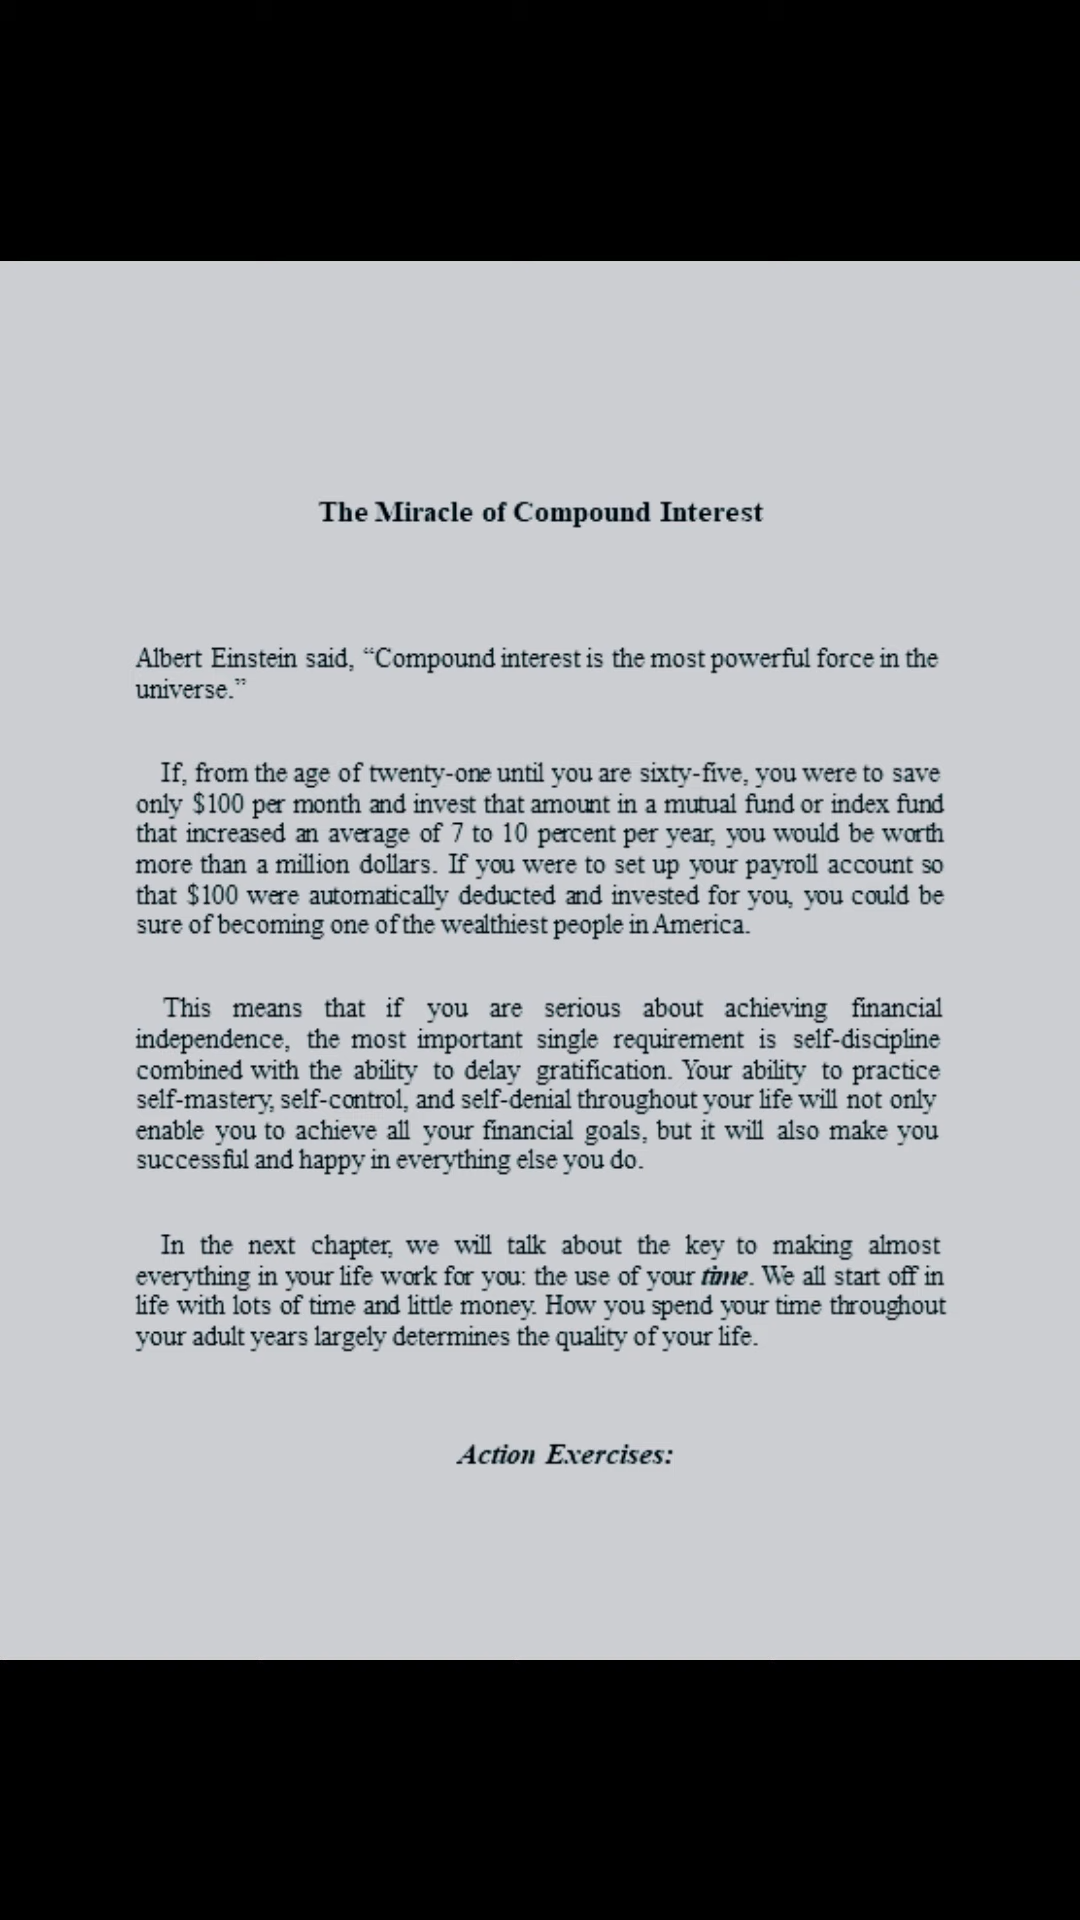 The Miracle of Compound Interest
Albert Einstein said, “Compound interest is the most powerful force in the
universe.”
If, from the age of twenty-one until you are sixty-five, you were to save
only $100 per month and invest that amount in a mutual fund or index fund
that increased an average of 7 to 10 percent per year, you would be worth
more than a million dollars. If you were to set up your payroll account so
that $100 were automatically deducted and invested for you, you could be
sure of becoming one of the wealthiest people in America.
This means that if you are serious about achieving financial
independence, the most important single requirement is self-discipline
combined with the ability to delay gratification. Your ability to practice
self-mastery, self-control, and self-denial throughout your life will not only
enable you to achieve all your financial goals, but it will also make you
successful and happy in everything else you do.
In the next chapter, we will talk about the key to making almost
everything in your life work for you: the use of your time. We all start off in
life with lots of time and little money. How you spend your time throughout
your adult years largely determines the quality of your life.
Action Exercises: